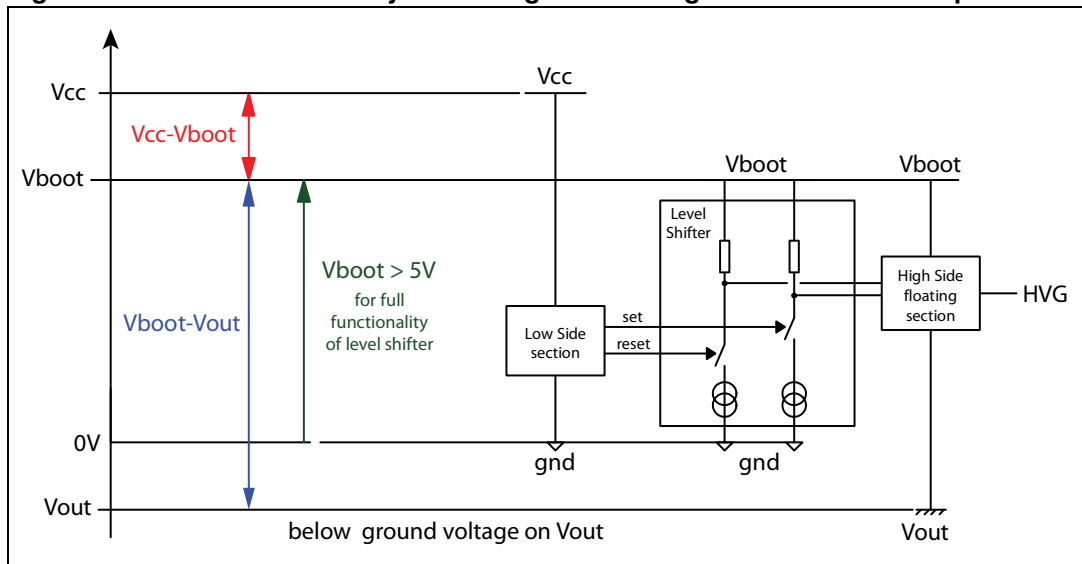 Vcc
Vcc
Vcc-Vboot
Vboot
Vboot
Vboot
Level
Shifter
Vboot > 5V
for full
functionality
of level shifter
Vboot-Vout
High Side
floating
section
HVG
Low Side
section
set
reset
0V
gnd
gnd
Vout
below ground voltage on Vout
Vout